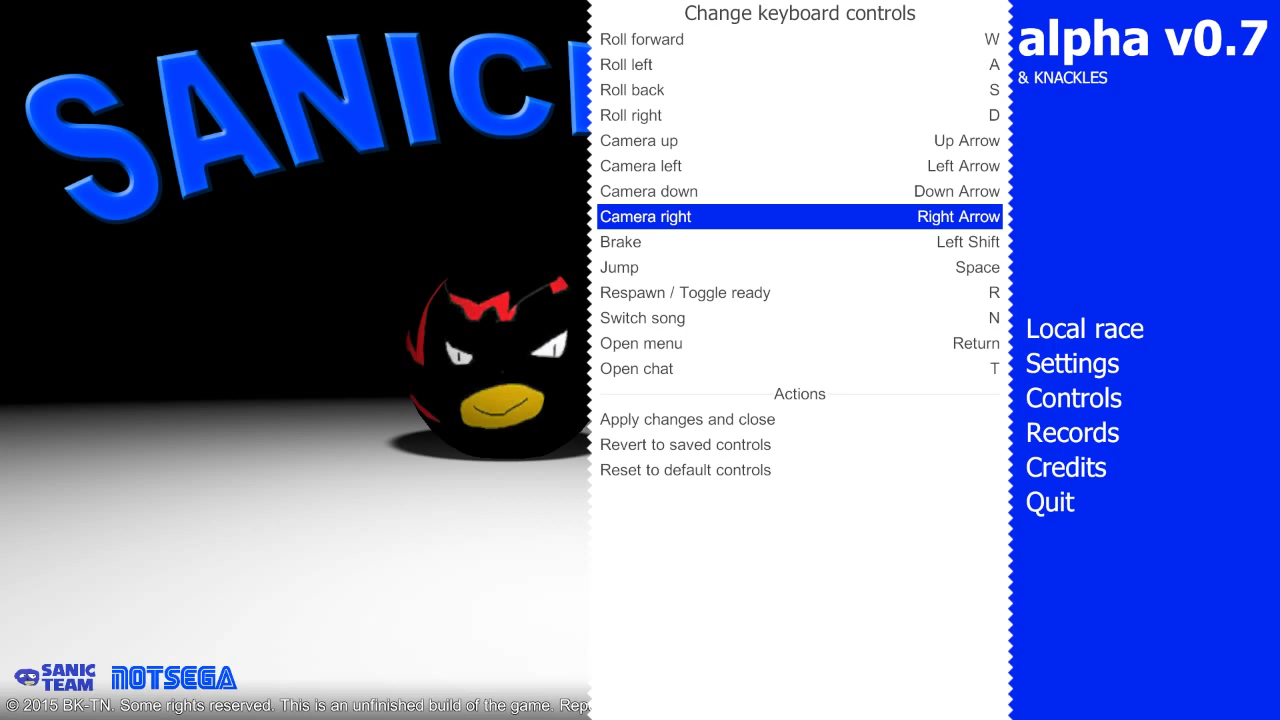 SANIC
Change keyboard controls
Roll forward W
Roll left A
Roll back S
Roll right D
Camera up Up Arrow
Camera left Left Arrow
Camera down Down Arrow
Camera right Right Arrow
Brake Left Shift
Jump Space
Respawn / Toggle ready R
Switch song N
Open menu Return
Open chat T
Actions
Apply changes and close
Revert to saved controls
Reset to default controls
alpha v0.7
& KNACKLES
Local race
Settings
Controls
Records
Credits
Quit
SANIC
TEAM
NOTSEGA
© 2015 BK-TN. Some rights reserved. This is an unfinished build of the game. Rep